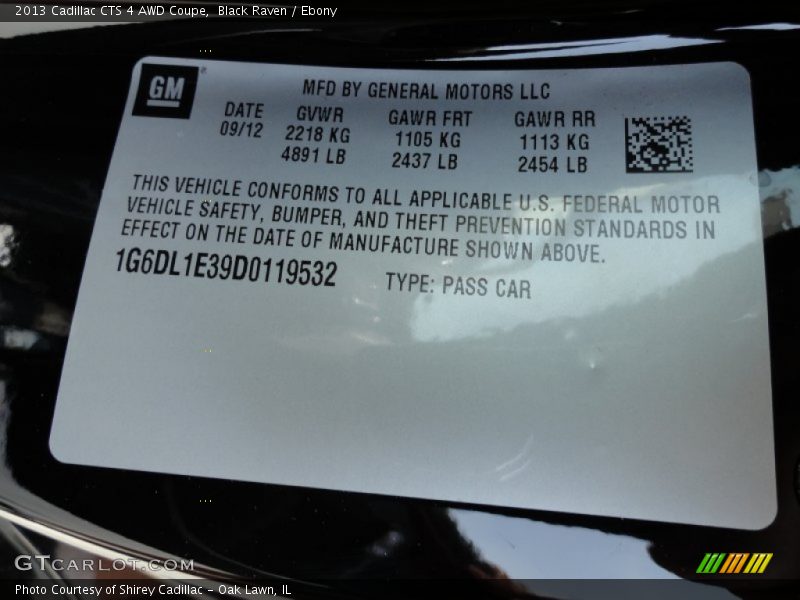 2013 Cadillac CTS 4 AWD Coupe, Black Raven / Ebony
GM
MFD BY GENERAL MOTORS LLC
DATE GVWR GAWR FRT GAWR RR
09/12 2218 KG 1105 KG 1113 KG
4891 LB 2437 LB 2454 LB
THIS VEHICLE CONFORMS TO ALL APPLICABLE U.S. FEDERAL MOTOR
VEHICLE SAFETY, BUMPER, AND THEFT PREVENTION STANDARDS IN
EFFECT ON THE DATE OF MANUFACTURE SHOWN ABOVE.
1G6DL1E39D0119532 TYPE: PASS CAR
GTCARLOT.COM
Photo Courtesy of Shirey Cadillac - Oak Lawn, IL